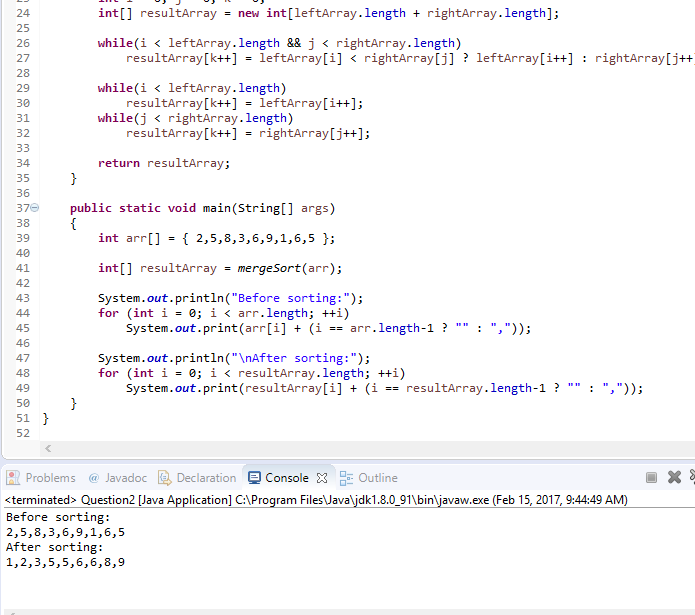 24 int[] resultArray = new int[leftArray.length + rightArray.length];
25
26 while(i < leftArray.length && j < rightArray.length)
27 resultArray[k++] = leftArray[i] < rightArray[j] ? leftArray[i++] : rightArray[j++]
28
29 while(i < leftArray.length)
30 resultArray[k++] = leftArray[i++];
31 while(j < rightArray.length)
32 resultArray[k++] = rightArray[j++];
33
34 return resultArray;
35 }
36
37 public static void main(String[] args)
38 {
39 int arr[] = { 2,5,8,3,6,9,1,6,5 };
40
41 int[] resultArray = mergeSort(arr);
42
43 System.out.println("Before sorting:");
44 for (int i = 0; i < arr.length; ++i)
45 System.out.print(arr[i] + (i == arr.length-1 ? "" : ","));
46
47 System.out.println("\nAfter sorting:");
48 for (int i = 0; i < resultArray.length; ++i)
49 System.out.print(resultArray[i] + (i == resultArray.length-1 ? "" : ","));
50 }
51 }
52
Problems @ Javadoc Declaration Console Outline
<terminated> Question2 [Java Application] C:\Program Files\Java\jdk1.8.0_91\bin\javaw.exe (Feb 15, 2017, 9:44:49 AM)
Before sorting:
2,5,8,3,6,9,1,6,5
After sorting:
1,2,3,5,5,6,6,8,9